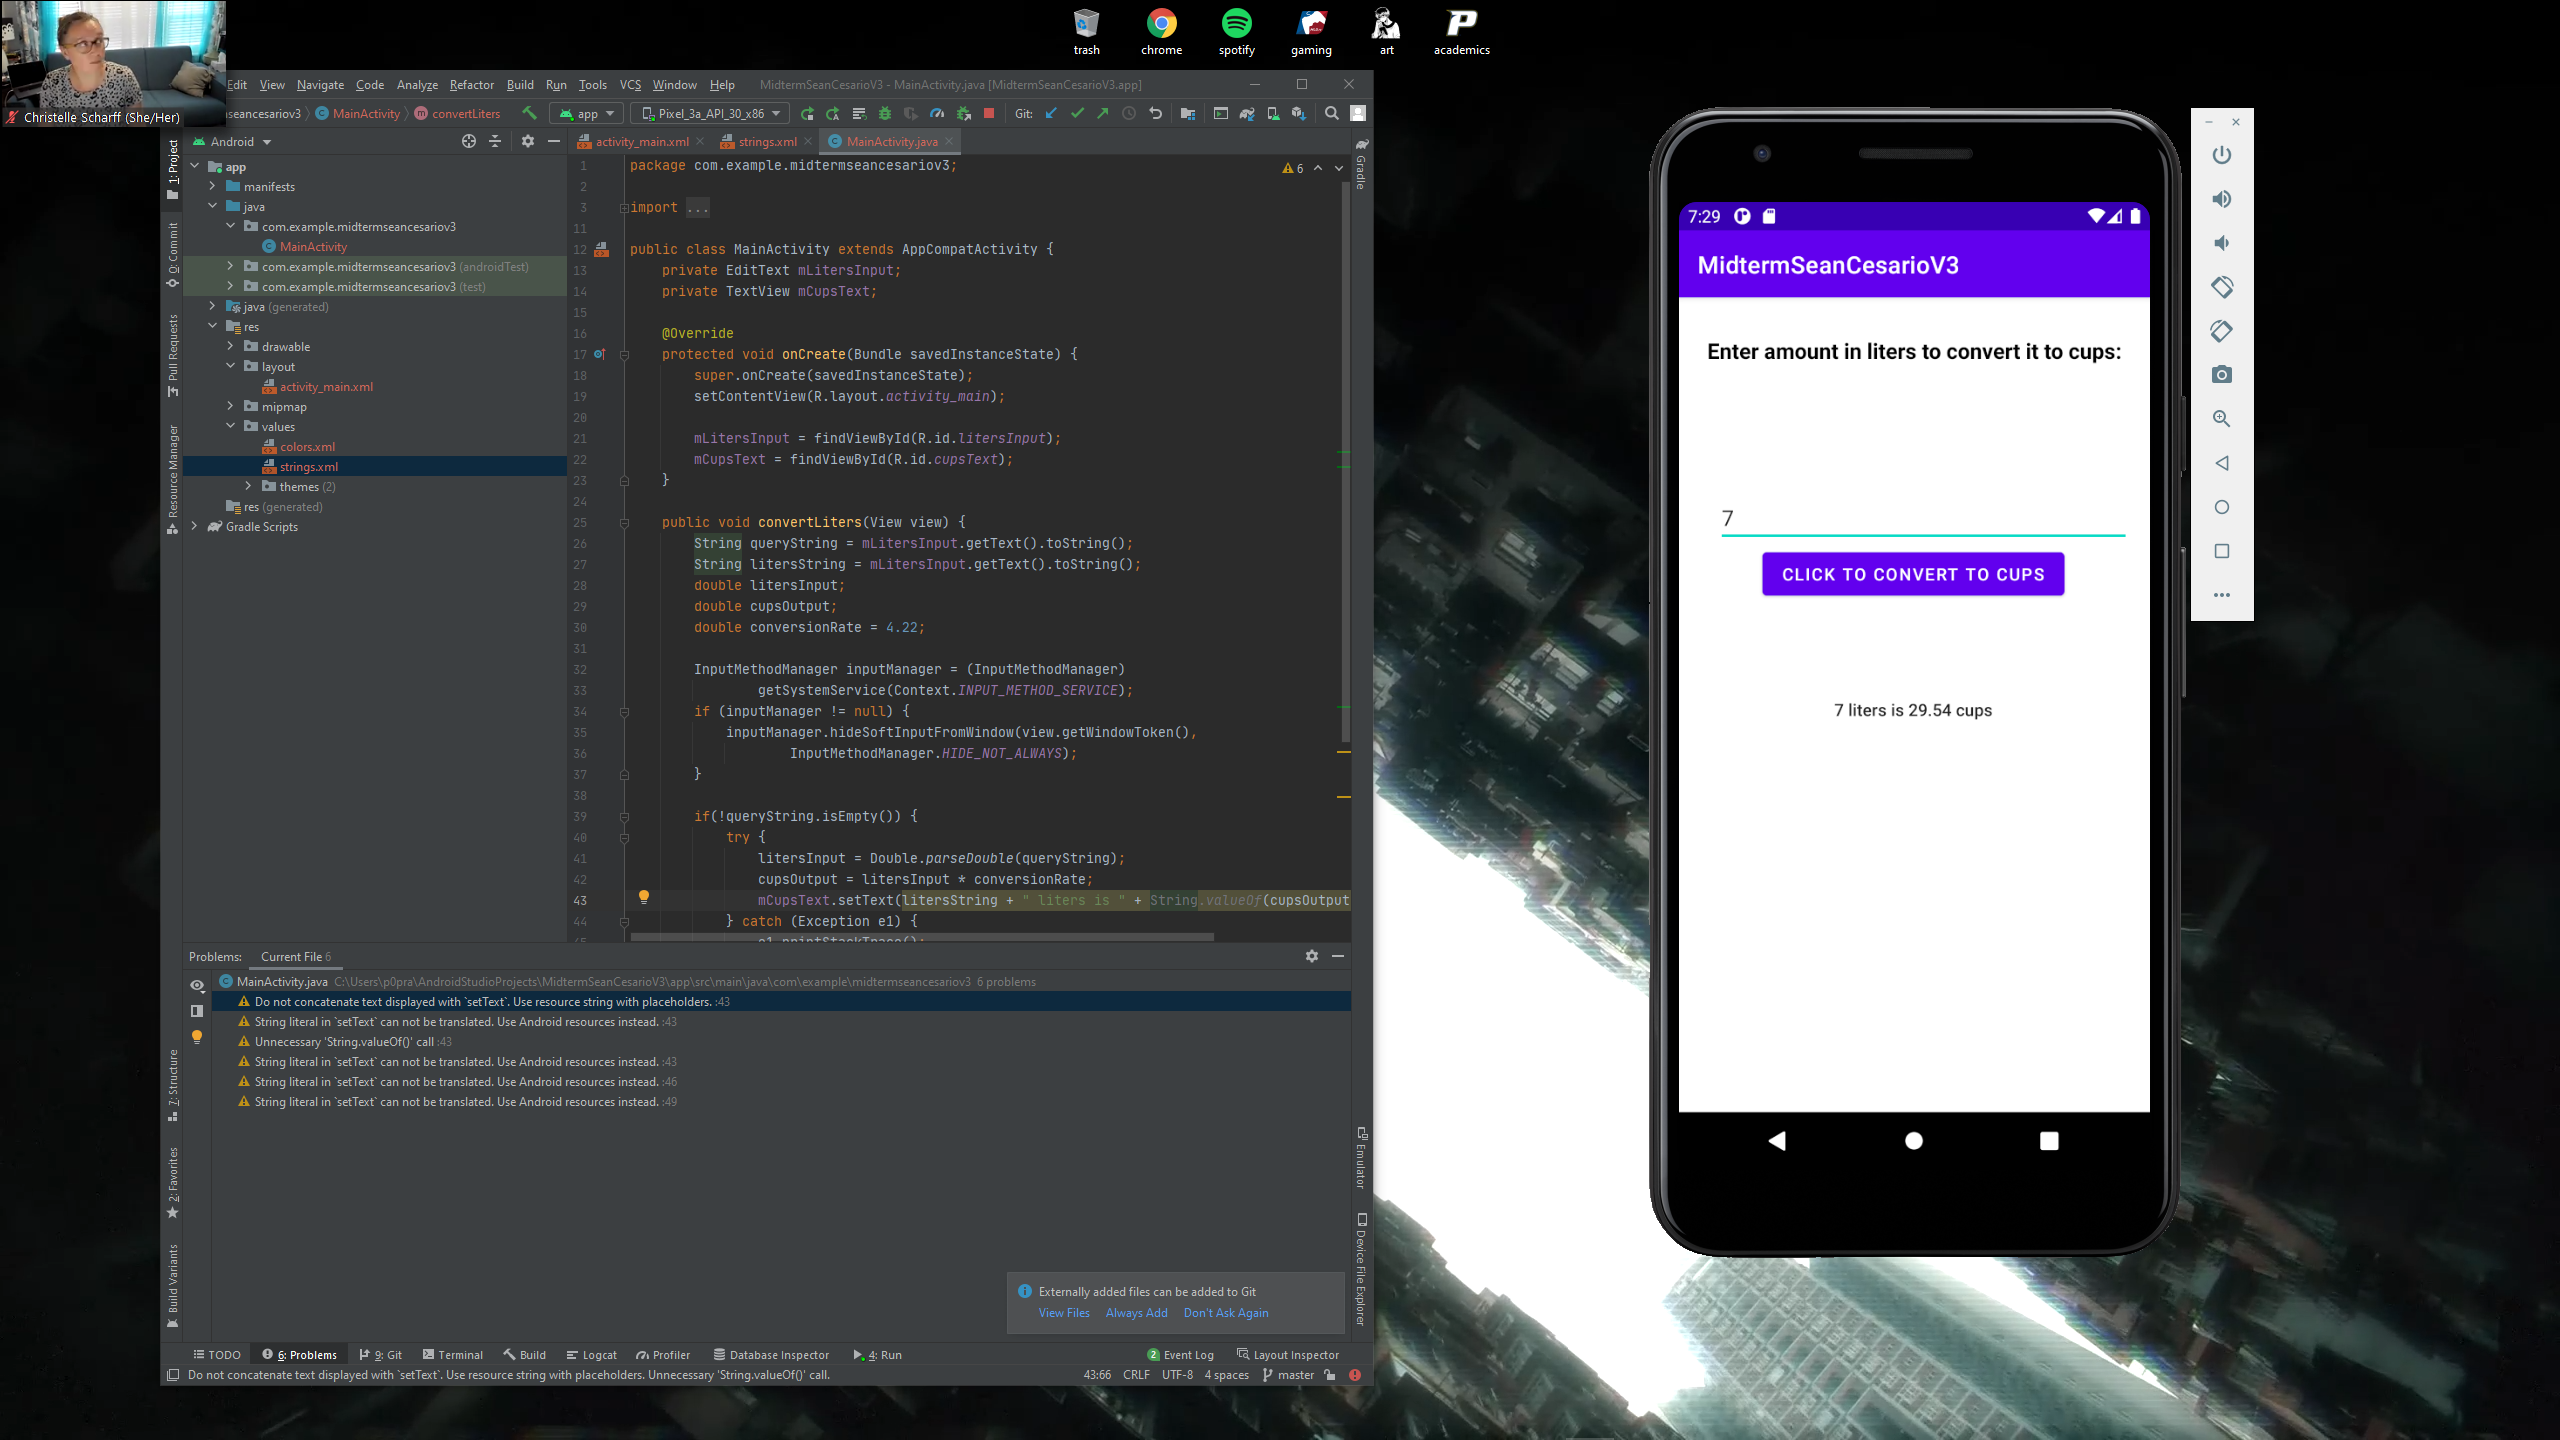 trash
chrome
spotify
gaming
art
academics
Christelle Scharff (She/Her)
Edit View Navigate Code Analyze Refactor Build Run Tools VCS Window Help MidtermSeanCesarioV3 - MainActivity.java [MidtermSeanCesarioV3.app]
seancesariov3 MainActivity convertLiters app Pixel_3a_API_30_x86 Git:
Android
activity_main.xml
strings.xml
MainActivity.java
1: Project
0: Commit
Pull Requests
Resource Manager
7: Structure
2: Favorites
Build Variants
app
manifests
java
com.example.midtermseancesariov3
MainActivity
com.example.midtermseancesariov3 (androidTest)
com.example.midtermseancesariov3 (test)
java (generated)
res
drawable
layout
activity_main.xml
mipmap
values
colors.xml
strings.xml
themes (2)
res (generated)
Gradle Scripts
6
1 package com.example.midtermseancesariov3;
2
3 import ...
11
12 public class MainActivity extends AppCompatActivity {
13 private EditText mLitersInput;
14 private TextView mCupsText;
15
16 @Override
17 protected void onCreate(Bundle savedInstanceState) {
18 super.onCreate(savedInstanceState);
19 setContentView(R.layout.activity_main);
20
21 mLitersInput = findViewById(R.id.litersInput);
22 mCupsText = findViewById(R.id.cupsText);
23 }
24
25 public void convertLiters(View view) {
26 String queryString = mLitersInput.getText().toString();
27 String litersString = mLitersInput.getText().toString();
28 double litersInput;
29 double cupsOutput;
30 double conversionRate = 4.22;
31
32 InputMethodManager inputManager = (InputMethodManager)
33 getSystemService(Context.INPUT_METHOD_SERVICE);
34 if (inputManager != null) {
35 inputManager.hideSoftInputFromWindow(view.getWindowToken(),
36 InputMethodManager.HIDE_NOT_ALWAYS);
37 }
38
39 if(!queryString.isEmpty()) {
40 try {
41 litersInput = Double.parseDouble(queryString);
42 cupsOutput = litersInput * conversionRate;
43 mCupsText.setText(litersString + " liters is " + String.valueOf(cupsOutput
44 } catch (Exception e1) {
45 e1.printStackTrace();
Gradle
Emulator
Device File Explorer
Problems: Current File 6
MainActivity.java C:\Users\p0pra\AndroidStudioProjects\MidtermSeanCesarioV3\app\src\main\java\com\example\midtermseancesariov3 6 problems
Do not concatenate text displayed with `setText`. Use resource string with placeholders. :43
String literal in `setText` can not be translated. Use Android resources instead. :43
Unnecessary 'String.valueOf()' call :43
String literal in `setText` can not be translated. Use Android resources instead. :43
String literal in `setText` can not be translated. Use Android resources instead. :46
String literal in `setText` can not be translated. Use Android resources instead. :49
Externally added files can be added to Git
View Files Always Add Don't Ask Again
TODO 6: Problems 9: Git Terminal Build Logcat Profiler Database Inspector 4: Run 2 Event Log Layout Inspector
Do not concatenate text displayed with `setText`. Use resource string with placeholders. Unnecessary 'String.valueOf()' call. 43:66 CRLF UTF-8 4 spaces master
7:29
MidtermSeanCesarioV3
Enter amount in liters to convert it to cups:
7
CLICK TO CONVERT TO CUPS
7 liters is 29.54 cups